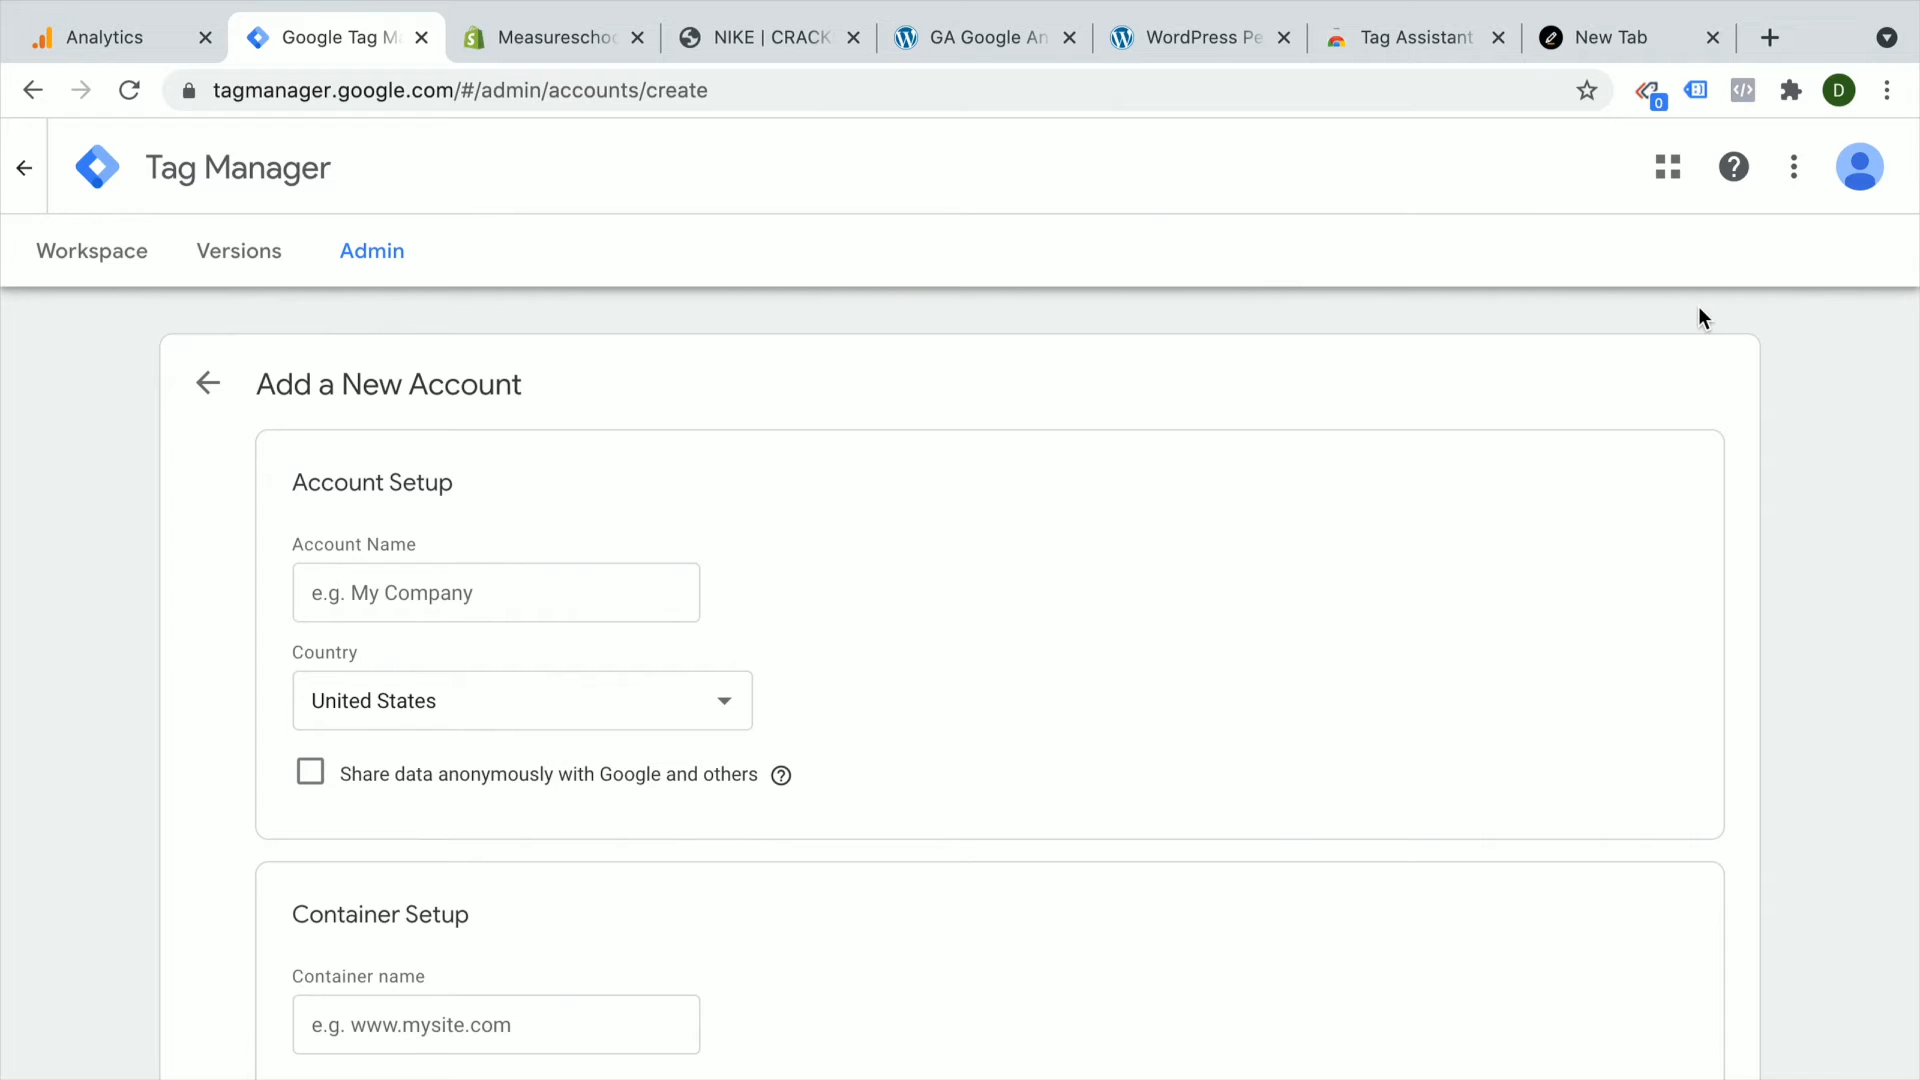 Analytics
Google Tag Ma
Measureschoo
NIKE | CRACK
GA Google An
WordPress Pe
Tag Assistant
New Tab
tagmanager.google.com/#/admin/accounts/create
0
D
Tag Manager
Workspace
Versions
Admin
Add a New Account
Account Setup
Account Name
e.g. My Company
Country
United States
Share data anonymously with Google and others
Container Setup
Container name
e.g. www.mysite.com